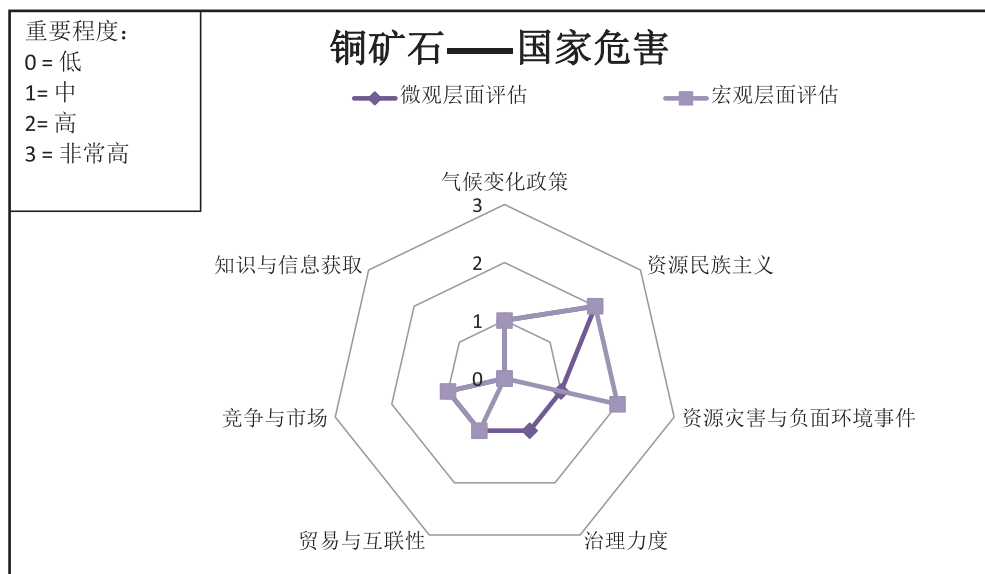 重要程度：
0 = 低
1= 中
2= 高
3 = 非常高
铜矿石——国家危害
微观层面评估
宏观层面评估
气候变化政策
3
知识与信息获取
资源民族主义
2
1
0
竞争与市场
资源灾害与负面环境事件
贸易与互联性
治理力度